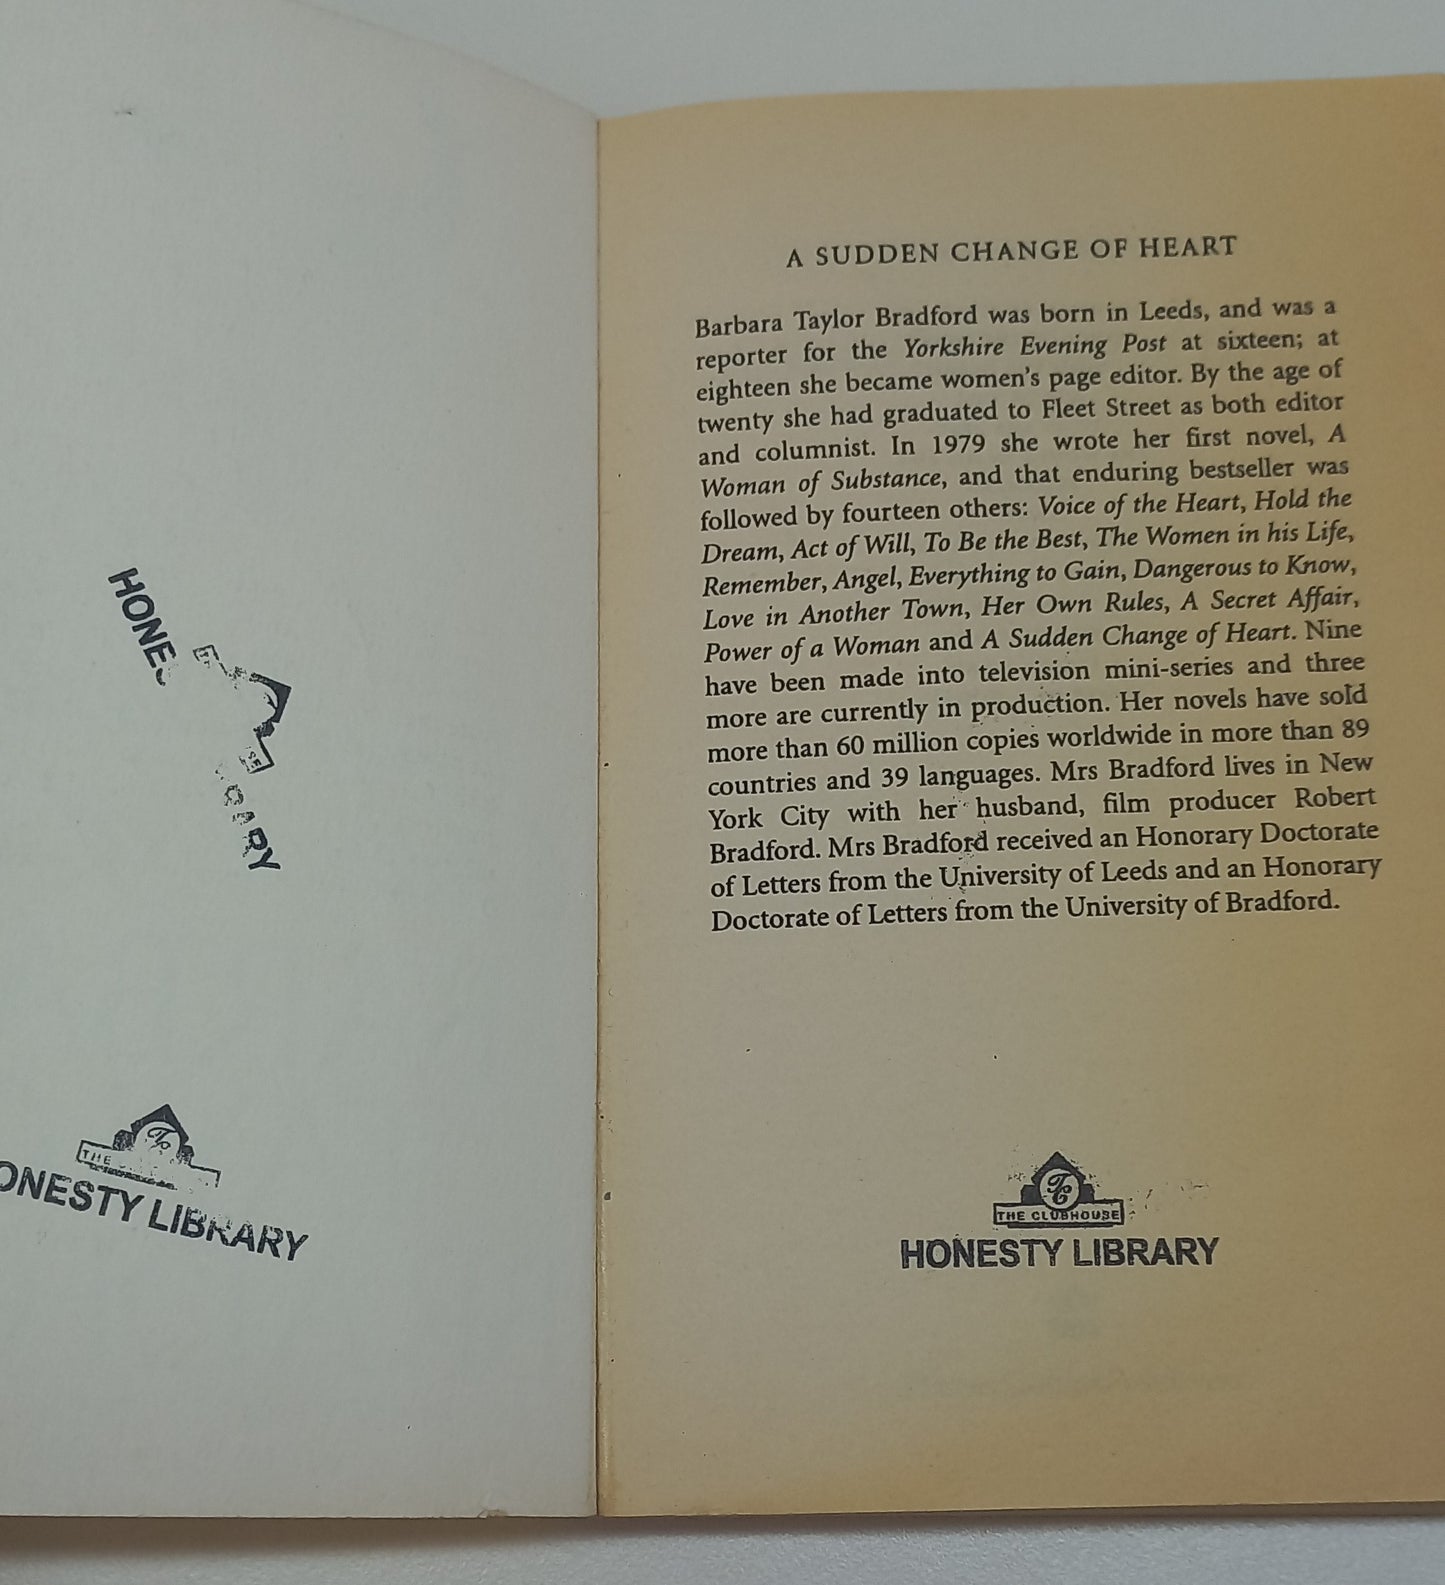 HONES
RARY
THE
ONESTY LIBRARY
A SUDDEN CHANGE OF HEART
Barbara Taylor Bradford was born in Leeds, and was a
reporter for the Yorkshire Evening Post at sixteen; at
eighteen she became women's page editor. By the age of
twenty she had graduated to Fleet Street as both editor
and columnist. In 1979 she wrote her first novel, A
Woman of Substance, and that enduring bestseller was
followed by fourteen others: Voice of the Heart, Hold the
Dream, Act of Will, To Be the Best, The Women in his Life,
Remember, Angel, Everything to Gain, Dangerous to Know,
Love in Another Town, Her Own Rules, A Secret Affair,
Power of a Woman and A Sudden Change of Heart. Nine
have been made into television mini-series and three
more are currently in production. Her novels have sold
more than 60 million copies worldwide in more than 89
countries and 39 languages. Mrs Bradford lives in New
York City with her husband, film producer Robert
Bradford. Mrs Bradford received an Honorary Doctorate
of Letters from the University of Leeds and an Honorary
Doctorate of Letters from the University of Bradford.
THE CLUBHOUSE
HONESTY LIBRARY